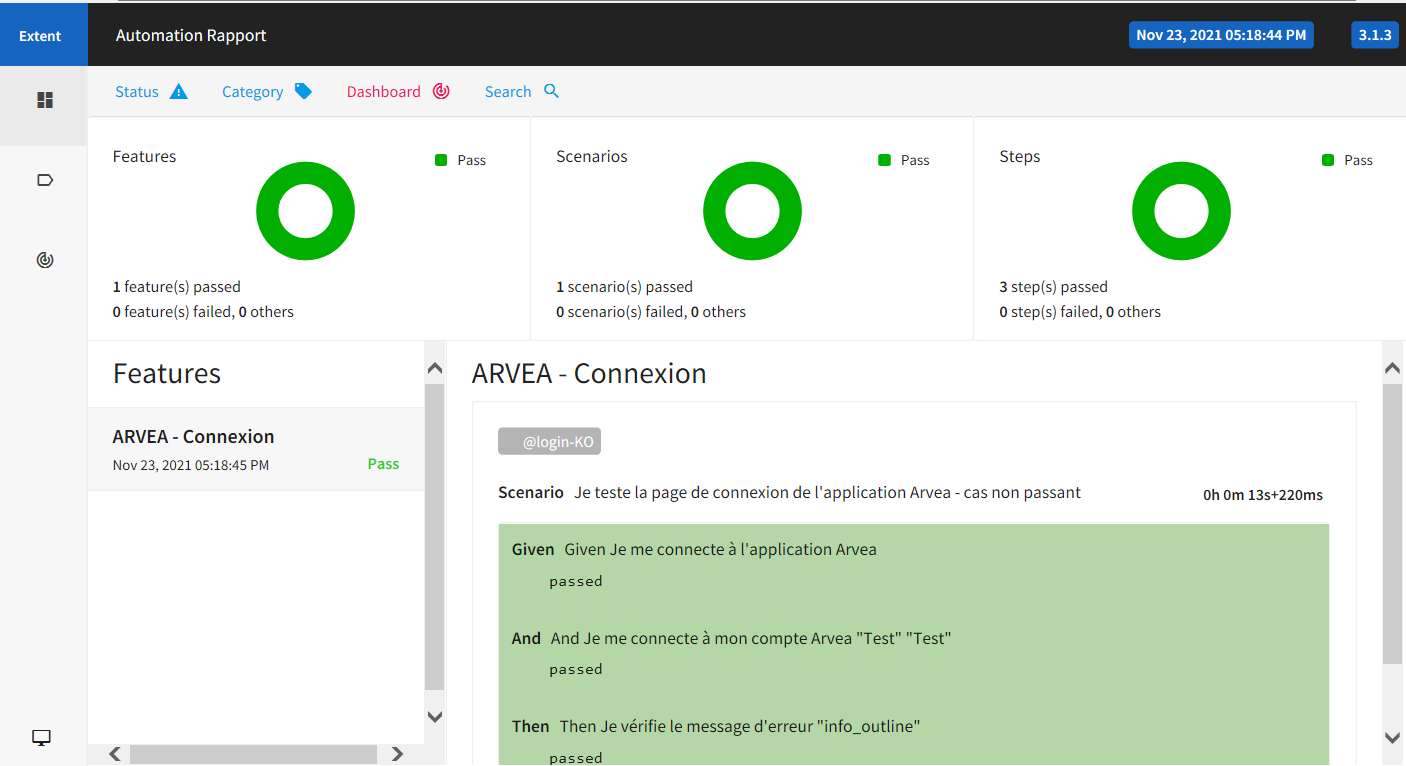 Extent
Automation Rapport
Nov 23, 2021 05:18:44 PM
3.1.3
Status
Category
Dashboard
Search
Features
Pass
1 feature(s) passed
0 feature(s) failed, 0 others
Scenarios
Pass
1 scenario(s) passed
0 scenario(s) failed, 0 others
Steps
Pass
3 step(s) passed
0 step(s) failed, 0 others
Features
ARVEA - Connexion
Nov 23, 2021 05:18:45 PM
Pass
ARVEA - Connexion
@login-KO
Scenario Je teste la page de connexion de l'application Arvea - cas non passant
0h 0m 13s+220ms
Given Given Je me connecte à l'application Arvea
passed
And And Je me connecte à mon compte Arvea "Test" "Test"
passed
Then Then Je vérifie le message d'erreur "info_outline"
passed